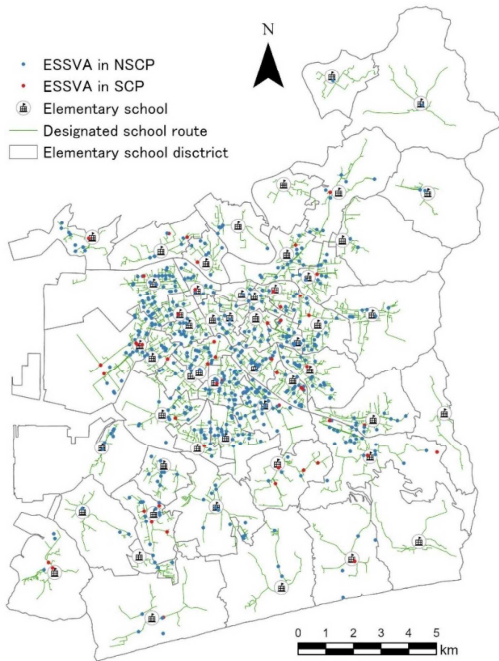 N
ESSVA in NSCP
ESSVA in SCP
Elementary school
Designated school route
Elementary school disctrict
0 1 2 3 4 5
km